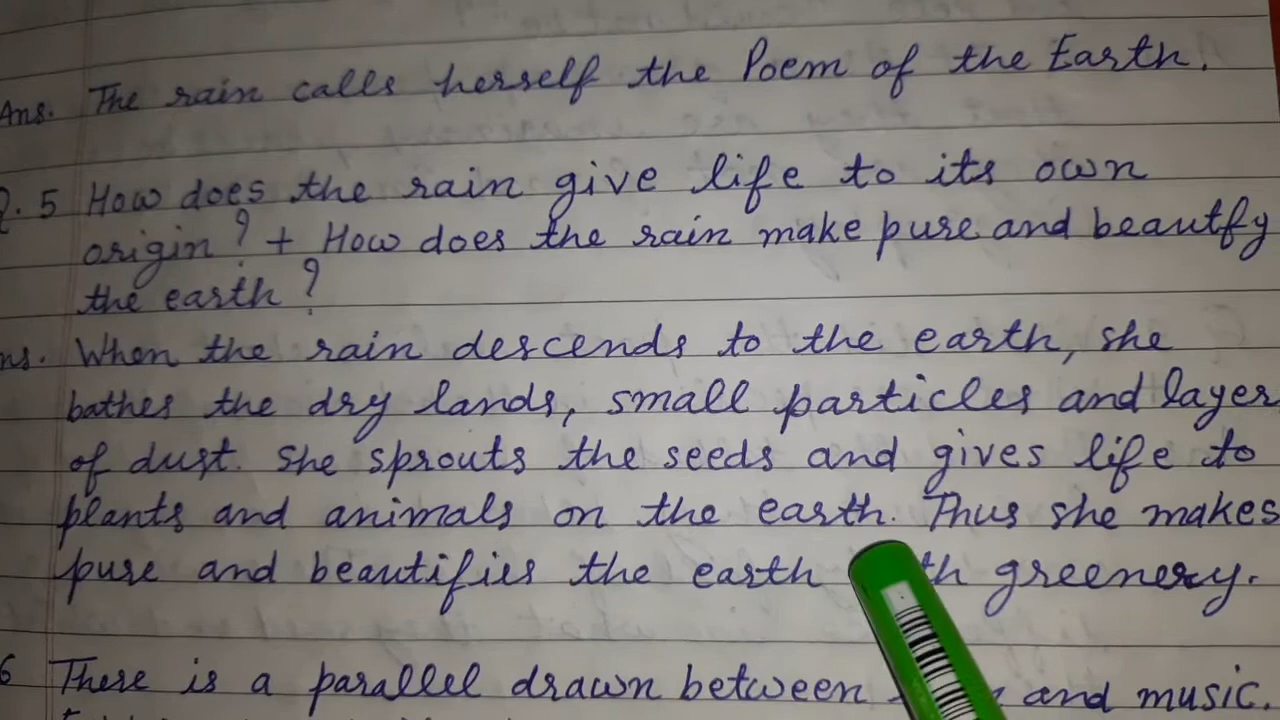 Ans. The rain calls herself the Poem of the Earth.
Q.5 How does the rain give life to its own
origin? + How does the rain make pure and beautfy
the earth?
ns. When the rain descends to the earth, she
bathes the dry lands, small particles and layer
of dust. She sprouts the seeds and gives life to
plants and animals on the earth. Thus she makes
pure and beautifies the earth th greenery.
6 There is a parallel drawn between and music.